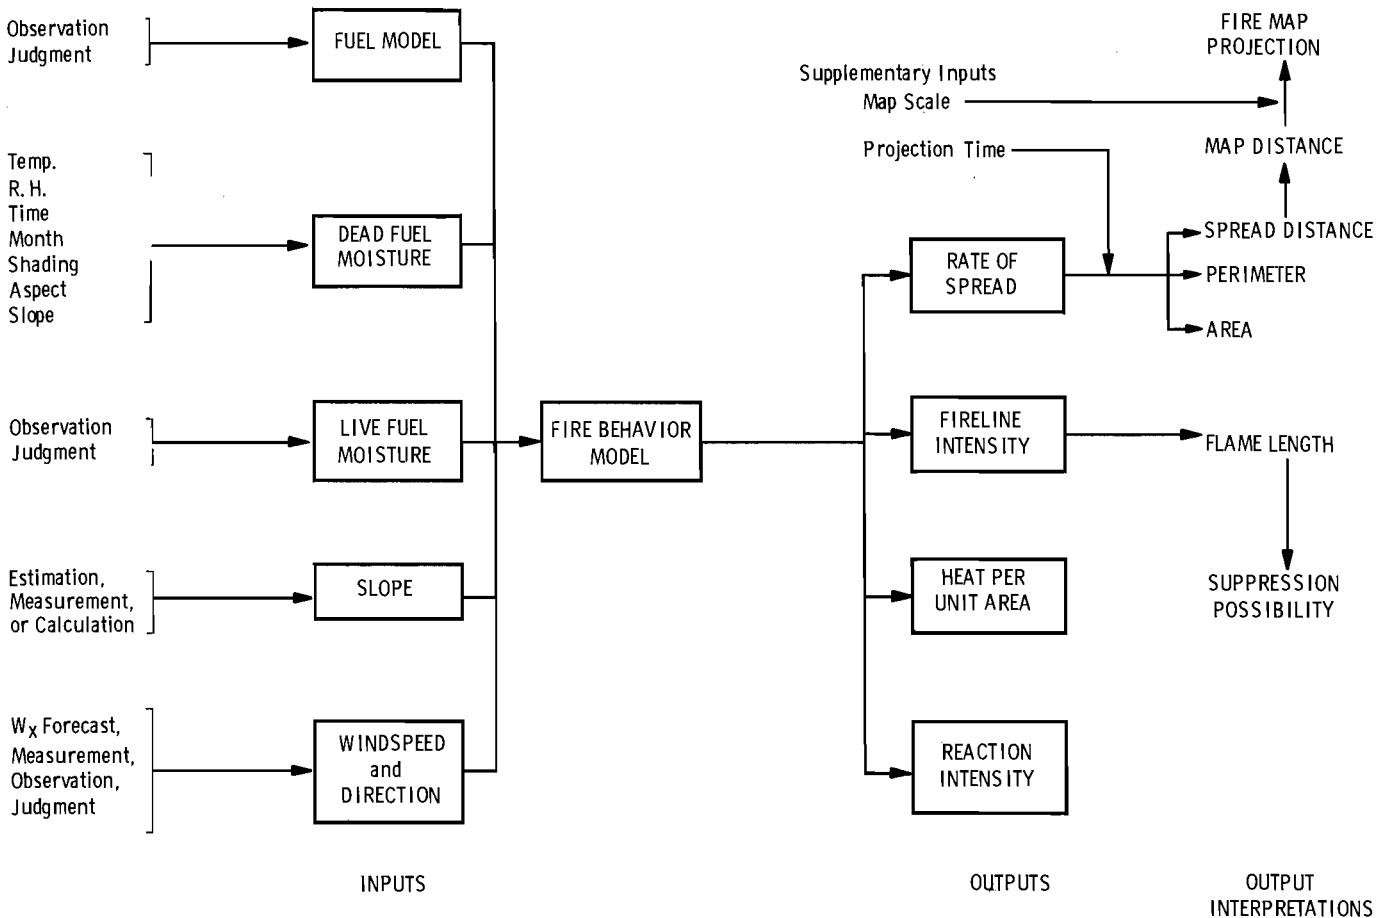 Observation
Judgment
FUEL MODEL
Temp.
R. H.
Time
Month
Shading
Aspect
Slope
DEAD FUEL
MOISTURE
Observation
Judgment
LIVE FUEL
MOISTURE
Estimation,
Measurement,
or Calculation
SLOPE
Wx Forecast,
Measurement,
Observation,
Judgment
WINDSPEED
and
DIRECTION
INPUTS
FIRE BEHAVIOR
MODEL
Supplementary Inputs
Map Scale
Projection Time
RATE OF
SPREAD
FIRELINE
INTENSITY
HEAT PER
UNIT AREA
REACTION
INTENSITY
OUTPUTS
FIRE MAP
PROJECTION
MAP DISTANCE
SPREAD DISTANCE
PERIMETER
AREA
FLAME LENGTH
SUPPRESSION
POSSIBILITY
OUTPUT
INTERPRETATIONS